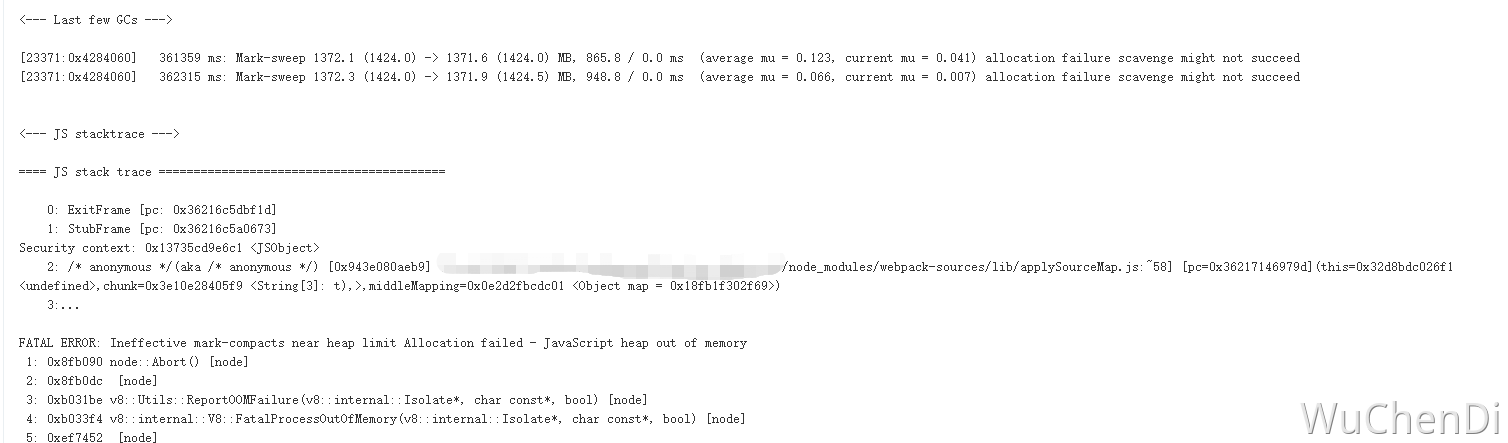 <--- Last few GCs --->
[23371:0x4284060]   361359 ms: Mark-sweep 1372.1 (1424.0) -> 1371.6 (1424.0) MB, 865.8 / 0.0 ms  (average mu = 0.123, current mu = 0.041) allocation failure scavenge might not succeed
[23371:0x4284060]   362315 ms: Mark-sweep 1372.3 (1424.0) -> 1371.9 (1424.5) MB, 948.8 / 0.0 ms  (average mu = 0.066, current mu = 0.007) allocation failure scavenge might not succeed
<--- JS stacktrace --->
==== JS stack trace =========================================
0: ExitFrame [pc: 0x36216c5dbf1d]
1: StubFrame [pc: 0x36216c5a0673]
Security context: 0x13735cd9e6c1 <JSObject>
2: /* anonymous */(aka /* anonymous */) [0x943e080aeb9] /node_modules/webpack-sources/lib/applySourceMap.js:~58] [pc=0x36217146979d](this=0x32d8bdc026f1
<undefined>,chunk=0x3e10e28405f9 <String[3]: t),>,middleMapping=0x0e2d2fbcdc01 <Object map = 0x18fb1f302f69>)
3:...
FATAL ERROR: Ineffective mark-compacts near heap limit Allocation failed - JavaScript heap out of memory
1: 0x8fb090 node::Abort() [node]
2: 0x8fb0dc  [node]
3: 0xb031be v8::Utils::ReportOOMFailure(v8::internal::Isolate*, char const*, bool) [node]
4: 0xb033f4 v8::internal::V8::FatalProcessOutOfMemory(v8::internal::Isolate*, char const*, bool) [node]
5: 0xef7452  [node]
WuChenDi